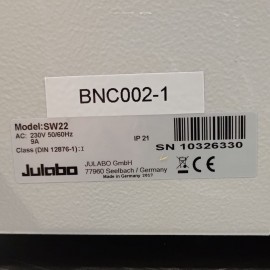 BNC002-1
Model:SW22
AC: 230V 50/60Hz
9A
IP 21
Class (DIN 12876-1):I
SN 10326330
Julabo
JULABO GmbH
77960 Seelbach / Germany
Made in Germany 2017
CE